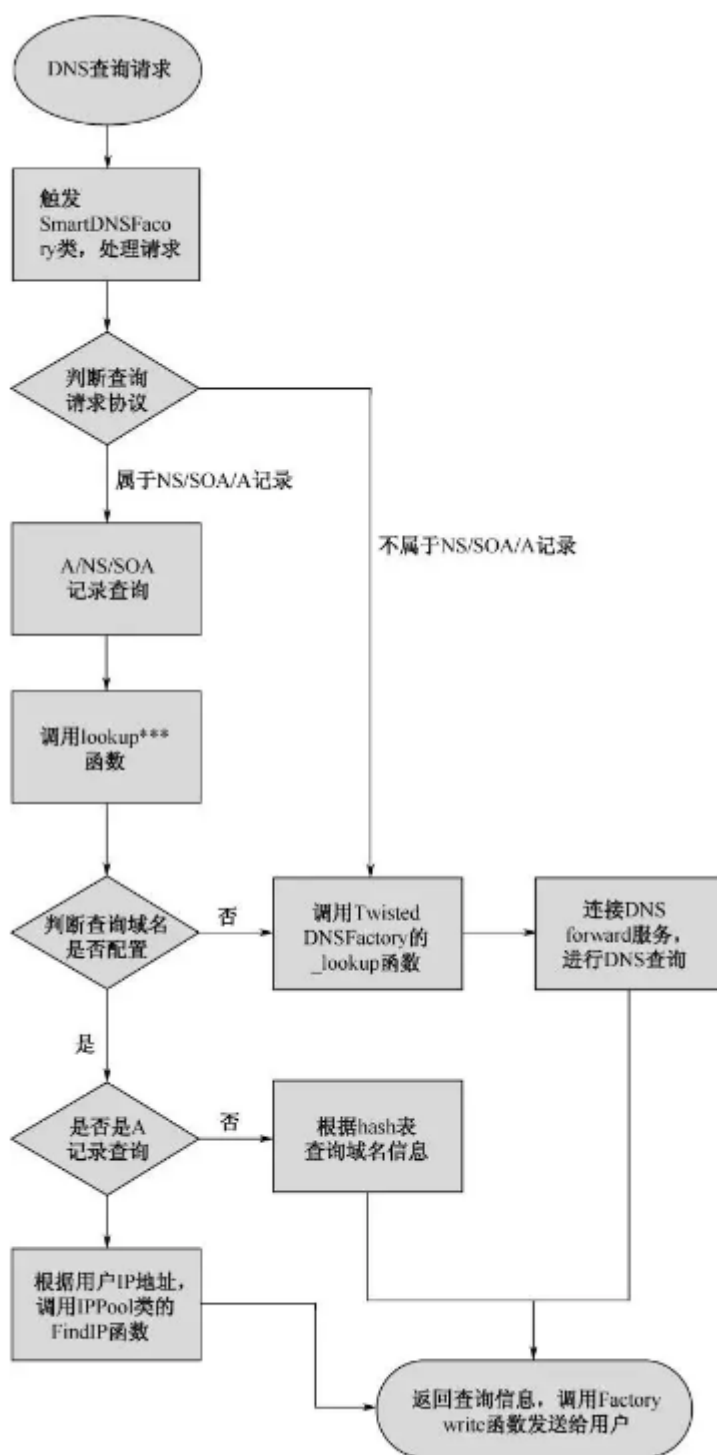 DNS查询请求
触发
SmartDNSFaco
ry类，处理请求
判断查询
请求协议
属于NS/SOA/A记录
不属于NS/SOA/A记录
A/NS/SOA
记录查询
调用lookup***
函数
判断查询域名
是否配置
否
调用Twisted
DNSFactory的
_lookup函数
连接DNS
forward服务，
进行DNS查询
是
是否是A
记录查询
否
根据hash表
查询域名信息
根据用户IP地址，
调用IPPool类的
FindIP函数
返回查询信息，调用Factory
write函数发送给用户